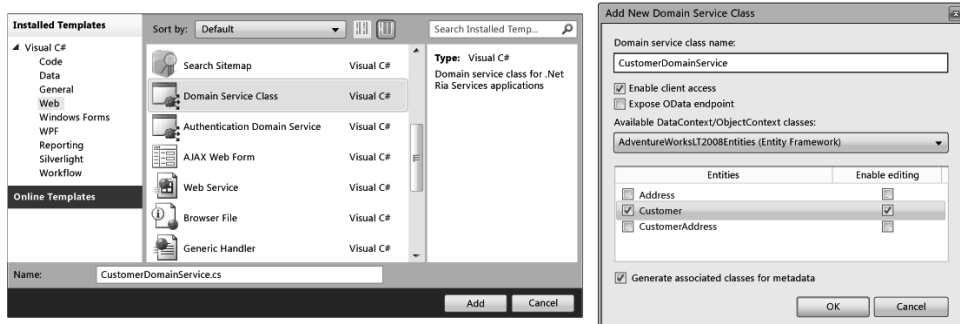 Installed Templates
Visual C#
Code
Data
General
Web
Windows Forms
WPF
Reporting
Silverlight
Workflow
Online Templates
Sort by: Default
Search Installed Temp...
Search Sitemap Visual C#
Domain Service Class Visual C#
Authentication Domain Service Visual C#
AJAX Web Form Visual C#
Web Service Visual C#
Browser File Visual C#
Generic Handler Visual C#
Type: Visual C#
Domain service class for .Net
Ria Services applications
Name: CustomerDomainService.cs
Add Cancel
Add New Domain Service Class
Domain service class name:
CustomerDomainService
Enable client access
Expose OData endpoint
Available DataContext/ObjectContext classes:
AdventureWorksLT2008Entities (Entity Framework)
Entities Enable editing
Address
Customer
CustomerAddress
Generate associated classes for metadata
OK Cancel